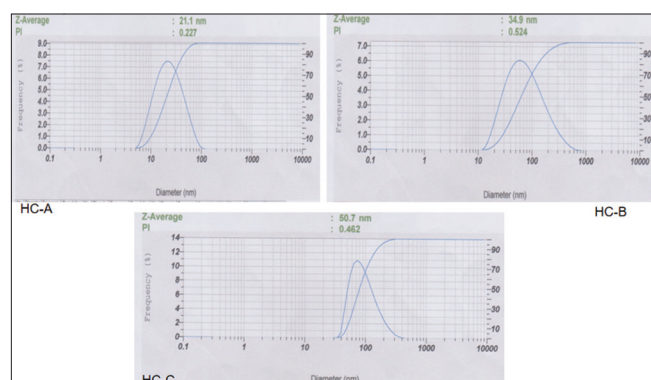 Z-Average : 21.1 nm
PI : 0.227
9.0
8.0
7.0
6.0
5.0
4.0
3.0
2.0
1.0
0.0
Frequency (%)
90
70
50
30
10
0.1 1 10 100 1000 10000
Diameter (nm)
HC-A
Z-Average : 34.9 nm
PI : 0.524
7.0
6.0
5.0
4.0
3.0
2.0
1.0
0.0
Frequency (%)
90
70
50
30
10
0.1 1 10 100 1000 10000
Diameter (nm)
HC-B
Z-Average : 50.7 nm
PI : 0.462
14
12
10
8
6
4
2
0
Frequency (%)
90
70
50
30
10
0.1 1 10 100 1000 10000
Diameter (nm)
HC-C